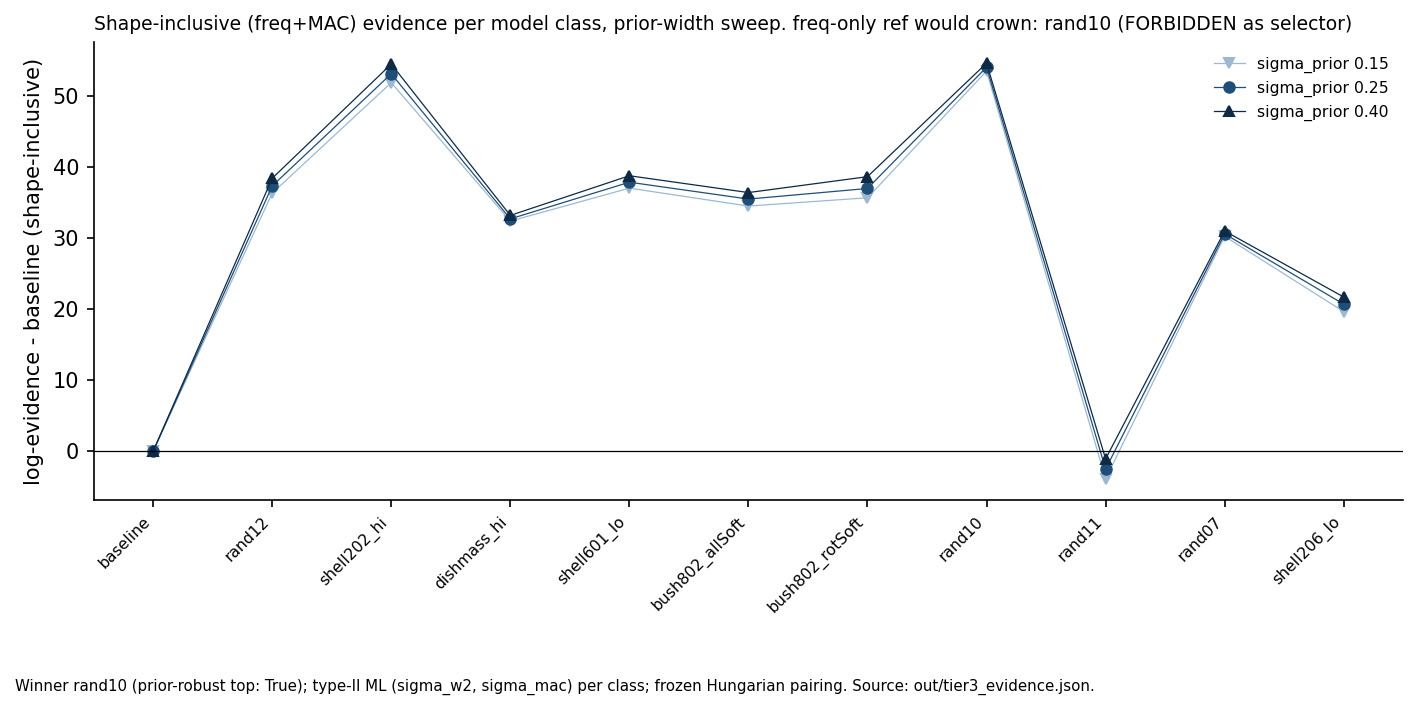 Shape-inclusive (freq+MAC) evidence per model class, prior-width sweep. freq-only ref would crown: rand10 (FORBIDDEN as selector)
log-evidence - baseline (shape-inclusive)
50
40
30
20
10
0
sigma_prior 0.15
sigma_prior 0.25
sigma_prior 0.40
baseline
rand12
shell202_hi
dishmass_hi
shell601_lo
bush802_allSoft
bush802_rotSoft
rand10
rand11
rand07
shell206_lo
Winner rand10 (prior-robust top: True); type-II ML (sigma_w2, sigma_mac) per class; frozen Hungarian pairing. Source: out/tier3_evidence.json.